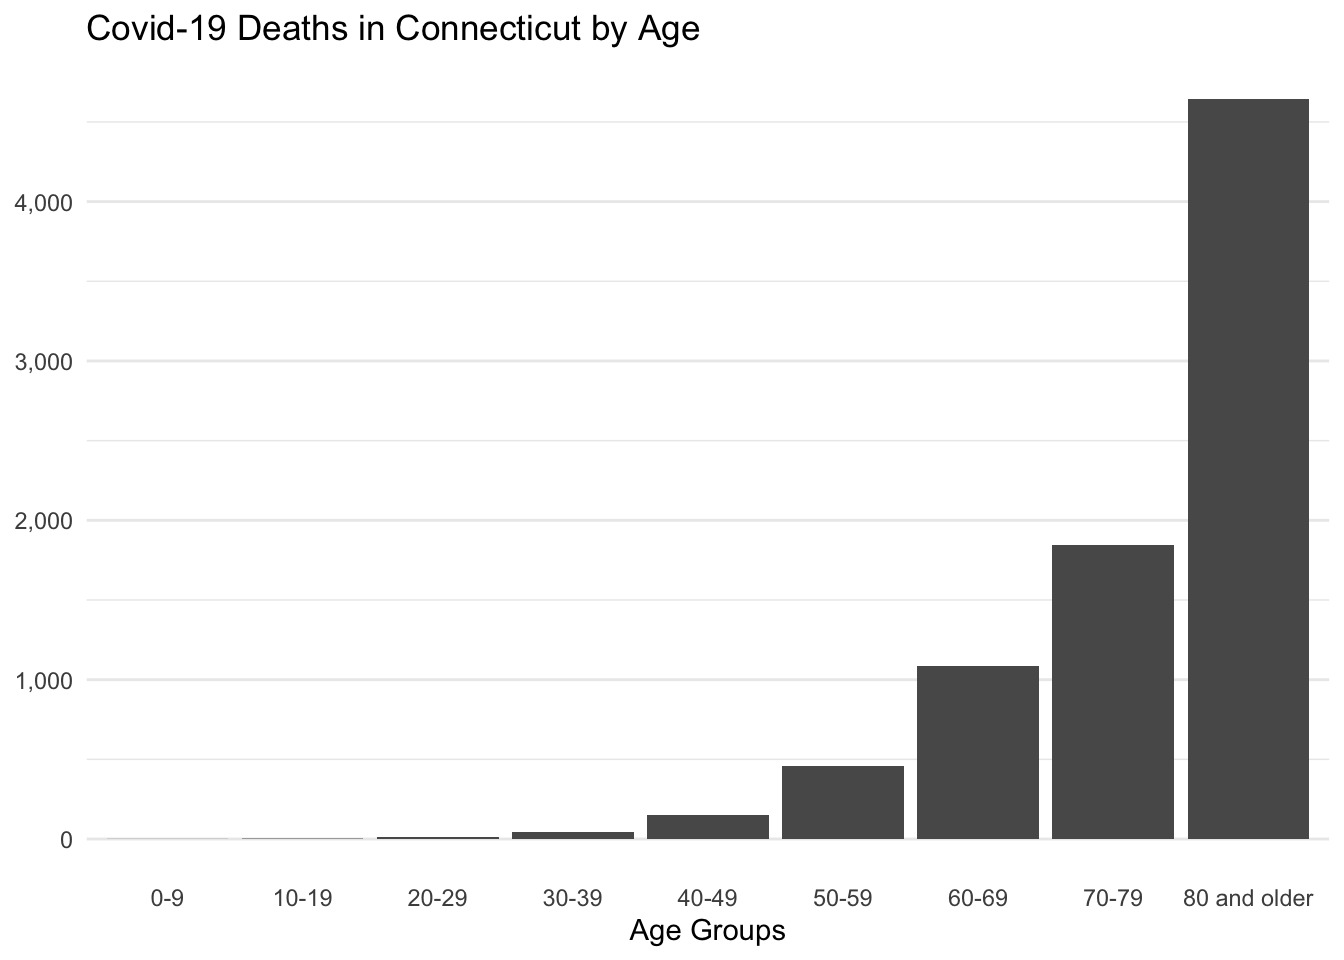 Covid-19 Deaths in Connecticut by Age
4,000
3,000
2,000
1,000
0
0-9 10-19 20-29 30-39 40-49 50-59 60-69 70-79 80 and older
Age Groups